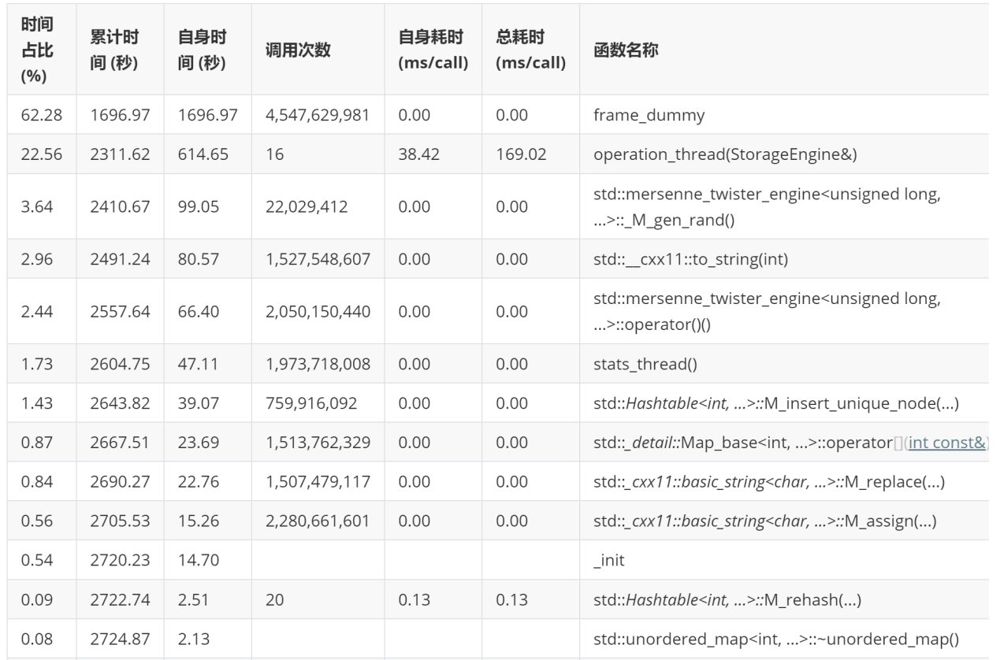 时间
占比
(%)
累计时
间 (秒)
自身时
间 (秒)
调用次数
自身耗时
(ms/call)
总耗时
(ms/call)
函数名称
62.28 1696.97 1696.97 4,547,629,981 0.00 0.00 frame_dummy
22.56 2311.62 614.65 16 38.42 169.02 operation_thread(StorageEngine&)
3.64 2410.67 99.05 22,029,412 0.00 0.00 std::mersenne_twister_engine<unsigned long,
...>::_M_gen_rand()
2.96 2491.24 80.57 1,527,548,607 0.00 0.00 std::__cxx11::to_string(int)
2.44 2557.64 66.40 2,050,150,440 0.00 0.00 std::mersenne_twister_engine<unsigned long,
...>::operator()()
1.73 2604.75 47.11 1,973,718,008 0.00 0.00 stats_thread()
1.43 2643.82 39.07 759,916,092 0.00 0.00 std::Hashtable<int, ...>::M_insert_unique_node(...)
0.87 2667.51 23.69 1,513,762,329 0.00 0.00 std::_detail::Map_base<int, ...>::operator[](int const&)
0.84 2690.27 22.76 1,507,479,117 0.00 0.00 std::_cxx11::basic_string<char, ...>::M_replace(...)
0.56 2705.53 15.26 2,280,661,601 0.00 0.00 std::_cxx11::basic_string<char, ...>::M_assign(...)
0.54 2720.23 14.70 _init
0.09 2722.74 2.51 20 0.13 0.13 std::Hashtable<int, ...>::M_rehash(...)
0.08 2724.87 2.13 std::unordered_map<int, ...>::~unordered_map()